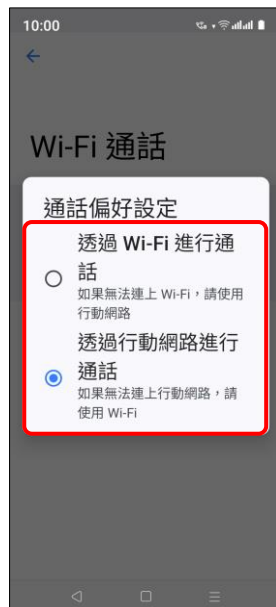 10:00
Wi-Fi 通話
通話偏好設定
透過 Wi-Fi 進行通
話
如果無法連上 Wi-Fi，請使用
行動網路
透過行動網路進行
通話
如果無法連上行動網路，請
使用 Wi-Fi